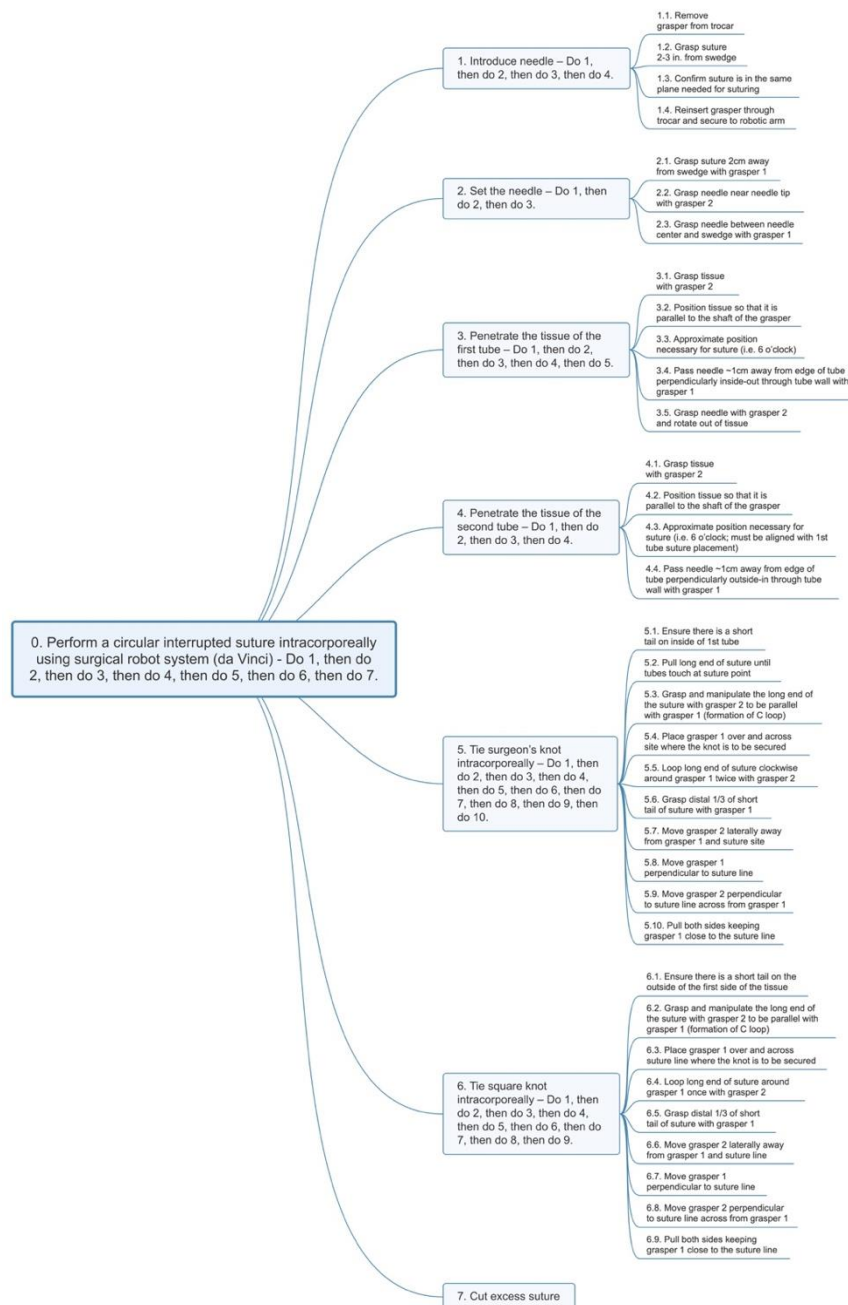 0. Perform a circular interrupted suture intracorporeally
using surgical robot system (da Vinci) - Do 1, then do
2, then do 3, then do 4, then do 5, then do 6, then do 7.
1. Introduce needle – Do 1,
then do 2, then do 3, then do 4.
1.1. Remove
grasper from trocar
1.2. Grasp suture
2-3 in. from swedge
1.3. Confirm suture is in the same
plane needed for suturing
1.4. Reinsert grasper through
trocar and secure to robotic arm
2. Set the needle – Do 1, then
do 2, then do 3.
2.1. Grasp suture 2cm away
from swedge with grasper 1
2.2. Grasp needle near needle tip
with grasper 2
2.3. Grasp needle between needle
center and swedge with grasper 1
3. Penetrate the tissue of the
first tube – Do 1, then do 2,
then do 3, then do 4, then do 5.
3.1. Grasp tissue
with grasper 2
3.2. Position tissue so that it is
parallel to the shaft of the grasper
3.3. Approximate position
necessary for suture (i.e. 6 o'clock)
3.4. Pass needle ~1cm away from edge of tube
perpendicularly inside-out through tube wall with
grasper 1
3.5. Grasp needle with grasper 2
and rotate out of tissue
4. Penetrate the tissue of the
second tube – Do 1, then do
2, then do 3, then do 4.
4.1. Grasp tissue
with grasper 2
4.2. Position tissue so that it is
parallel to the shaft of the grasper
4.3. Approximate position necessary for
suture (i.e. 6 o'clock; must be aligned with 1st
tube suture placement)
4.4. Pass needle ~1cm away from edge of
tube perpendicularly outside-in through tube
wall with grasper 1
5. Tie surgeon's knot
intracorporeally – Do 1, then
do 2, then do 3, then do 4,
then do 5, then do 6, then do
7, then do 8, then do 9, then
do 10.
5.1. Ensure there is a short
tail on inside of 1st tube
5.2. Pull long end of suture until
tubes touch at suture point
5.3. Grasp and manipulate the long end of
the suture with grasper 2 to be parallel
with grasper 1 (formation of C loop)
5.4. Place grasper 1 over and across
site where the knot is to be secured
5.5. Loop long end of suture clockwise
around grasper 1 twice with grasper 2
5.6. Grasp distal 1/3 of short
tail of suture with grasper 1
5.7. Move grasper 2 laterally away
from grasper 1 and suture site
5.8. Move grasper 1
perpendicular to suture line
5.9. Move grasper 2 perpendicular
to suture line across from grasper 1
5.10. Pull both sides keeping
grasper 1 close to the suture line
6. Tie square knot
intracorporeally – Do 1, then
do 2, then do 3, then do 4,
then do 5, then do 6, then do
7, then do 8, then do 9.
6.1. Ensure there is a short tail on the
outside of the first side of the tissue
6.2. Grasp and manipulate the long end of
the suture with grasper 2 to be parallel with
grasper 1 (formation of C loop)
6.3. Place grasper 1 over and across
suture line where the knot is to be secured
6.4. Loop long end of suture around
grasper 1 once with grasper 2
6.5. Grasp distal 1/3 of short
tail of suture with grasper 1
6.6. Move grasper 2 laterally away
from grasper 1 and suture line
6.7. Move grasper 1
perpendicular to suture line
6.8. Move grasper 2 perpendicular
to suture line across from grasper 1
6.9. Pull both sides keeping
grasper 1 close to the suture line
7. Cut excess suture